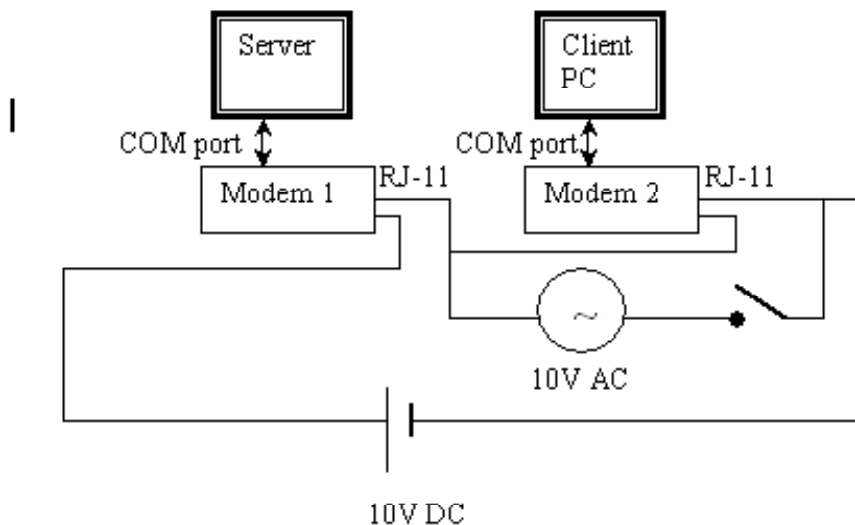 Server
Client
PC
COM port
COM port
RJ-11
RJ-11
Modem 1
Modem 2
~
10V AC
10V DC